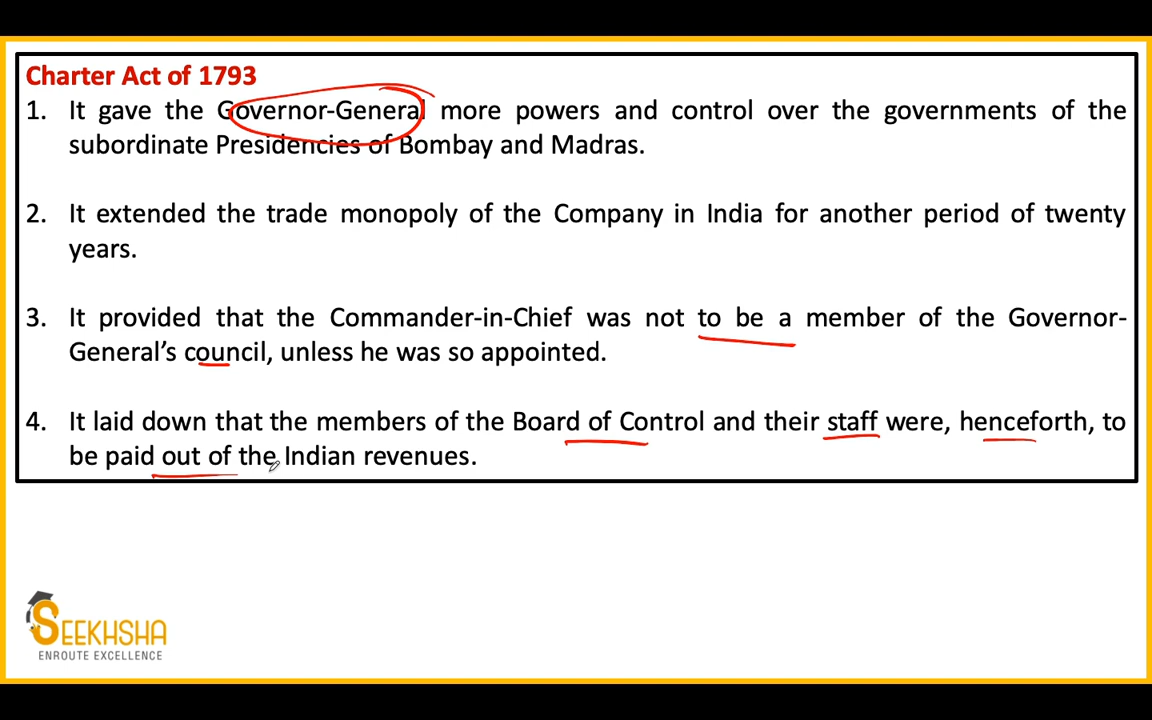 Charter Act of 1793
1. It gave the Governor-General more powers and control over the governments of the
subordinate Presidencies of Bombay and Madras.
2. It extended the trade monopoly of the Company in India for another period of twenty
years.
3. It provided that the Commander-in-Chief was not to be a member of the Governor-
General’s council, unless he was so appointed.
4. It laid down that the members of the Board of Control and their staff were, henceforth, to
be paid out of the Indian revenues.
SEEKHSHA
ENROUTE EXCELLENCE